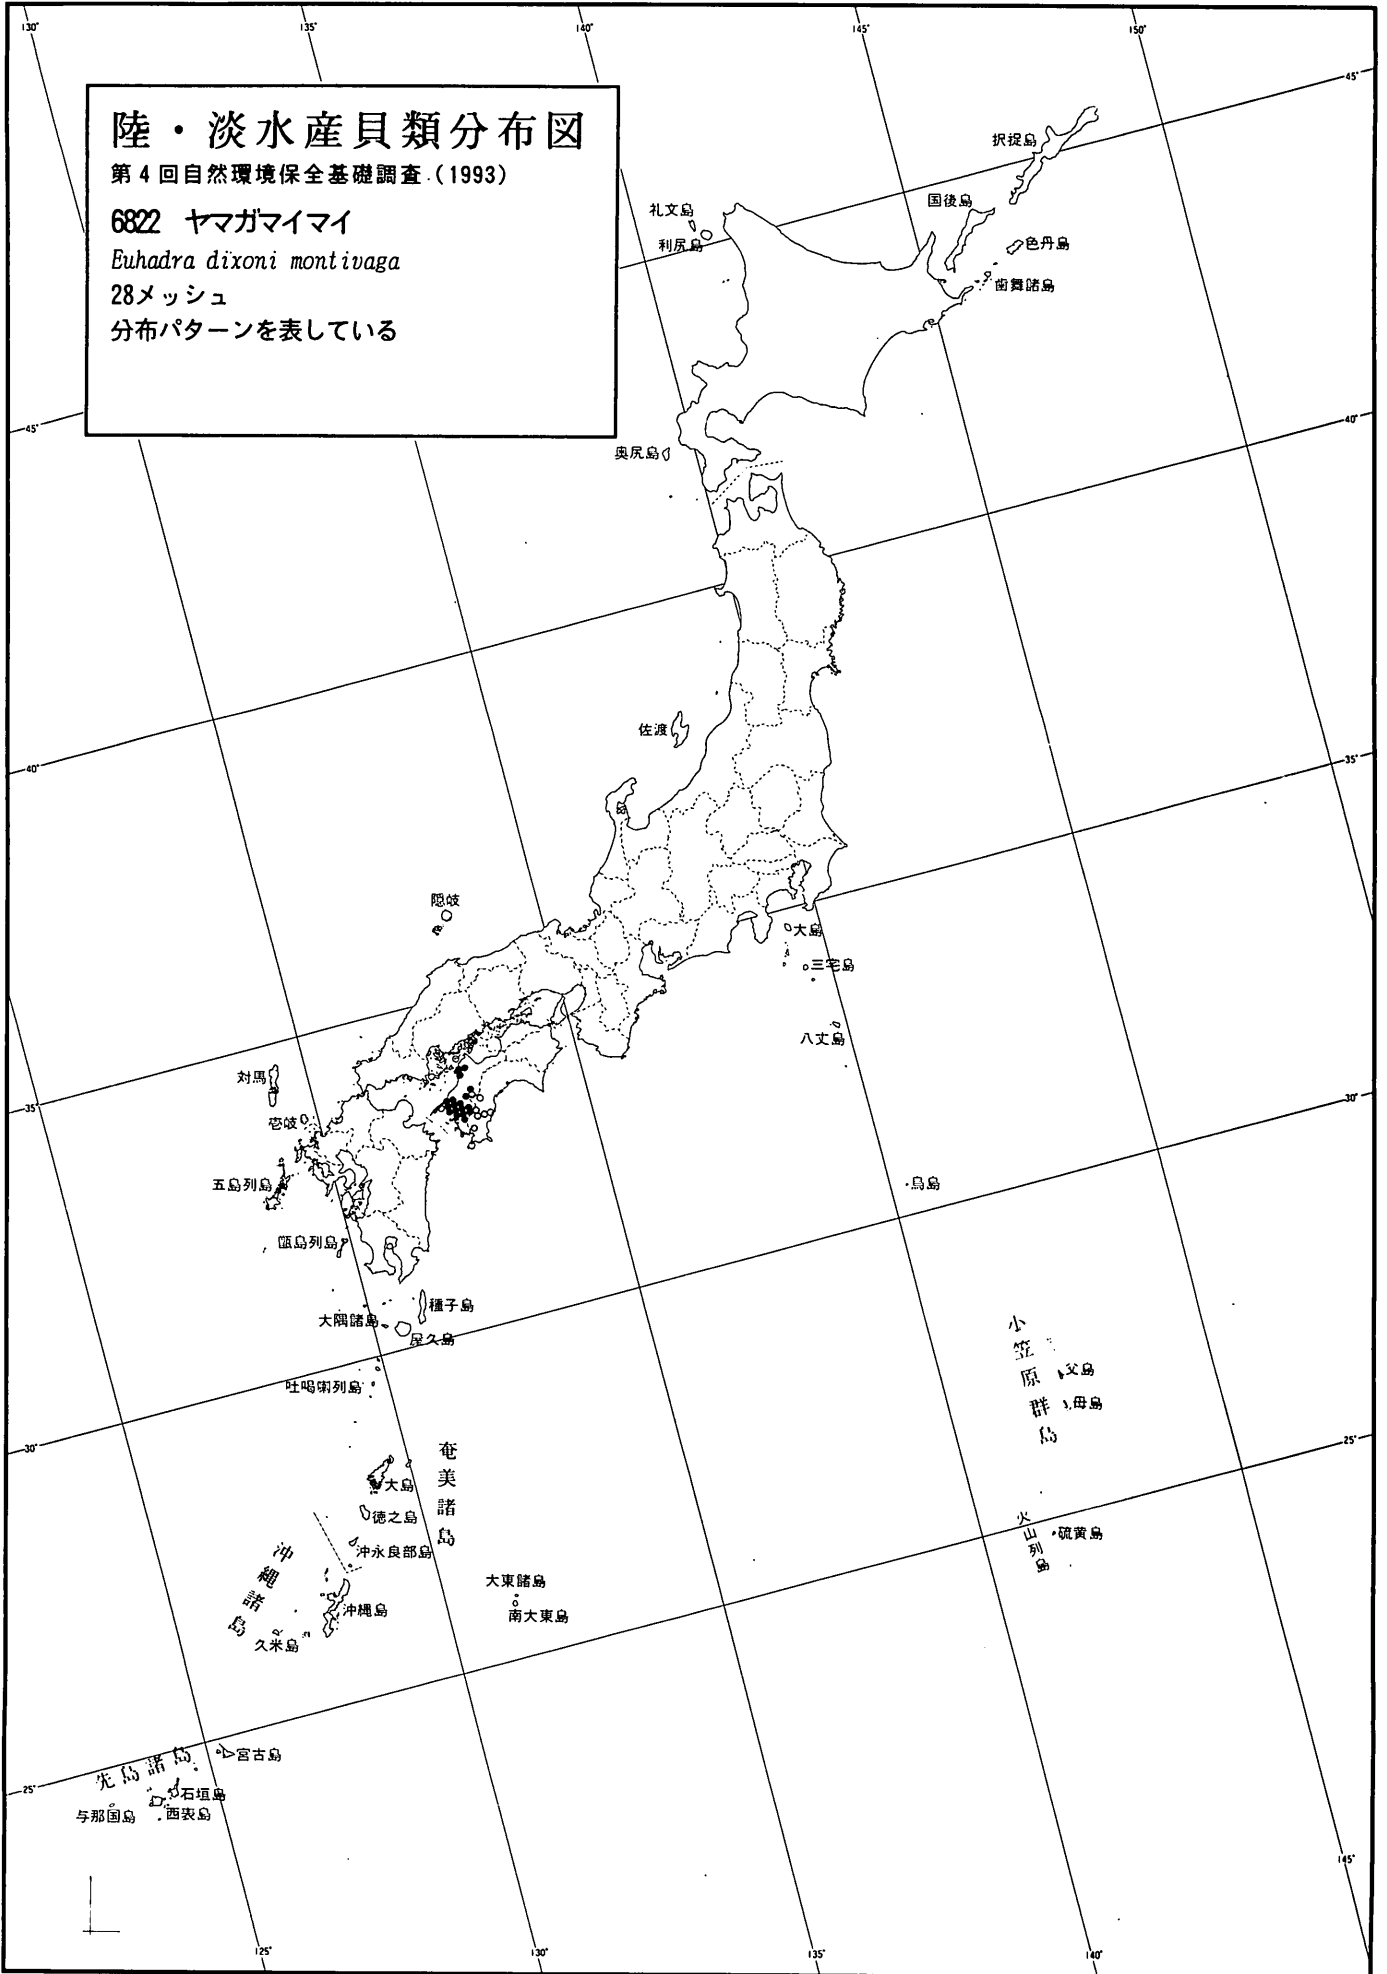 130°
135°
140°
145°
150°
陸・淡水産貝類分布図
第4回自然環境保全基礎調査(1993)
6822 ヤマガマイマイ
Euhadra dixoni montivaga
28メッシュ
分布パターンを表している
45°
択捉島
国後島
礼文島
利尻島
色丹島
歯舞諸島
40°
45°
奥尻島
佐渡
35°
40°
隠岐
大島
三宅島
八丈島
対馬
35°
壱岐
30°
五島列島
鳥島
甑島列島
種子島
大隅諸島
屋久島
小笠原群島
父島
吐喝喇列島
母島
30°
25°
奄美諸島
大島
徳之島
火山列島
硫黄島
沖永良部島
沖縄諸島
大東諸島
沖縄島
南大東島
久米島
先島諸島
宮古島
25°
石垣島
与那国島
西表島
145°
125°
130°
135°
140°